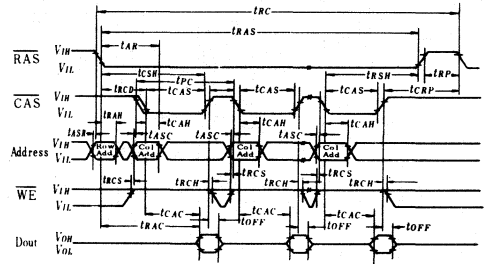 tRC
tRAS
tAR
RAS VIH
VIL
tCSH tPC tRSH tRP
tRCD tCAS tCAS tCAS tCRP
CAS VIH
VIL
tRAH tCAH tCAH tCAH
tASR tASC tASC tASC
Address VIH
VIL
Row Add Col Add Col Add Col Add
tRCS tRCH tRCS tRCH tRCS tRCH
WE VIH
VIL
tCAC tCAC tCAC
tRAC tOFF tOFF tOFF
Dout VOH
VOL